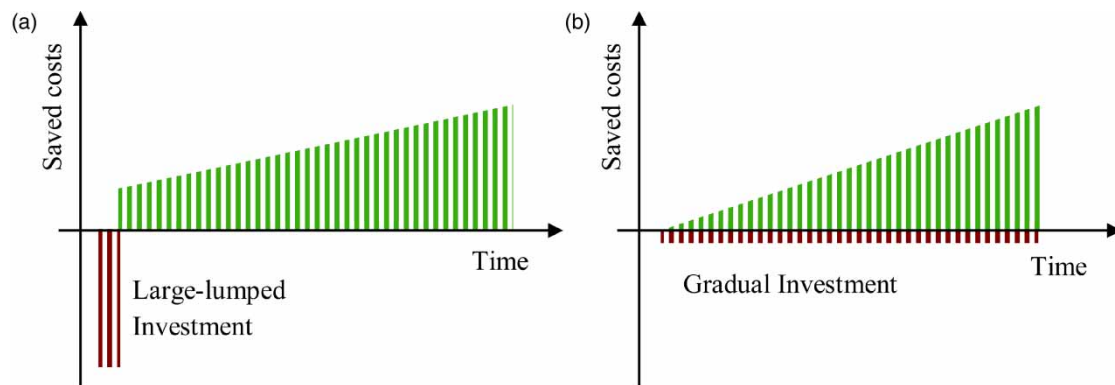 (a)
Saved costs
Time
Large-lumped
Investment
(b)
Saved costs
Time
Gradual Investment